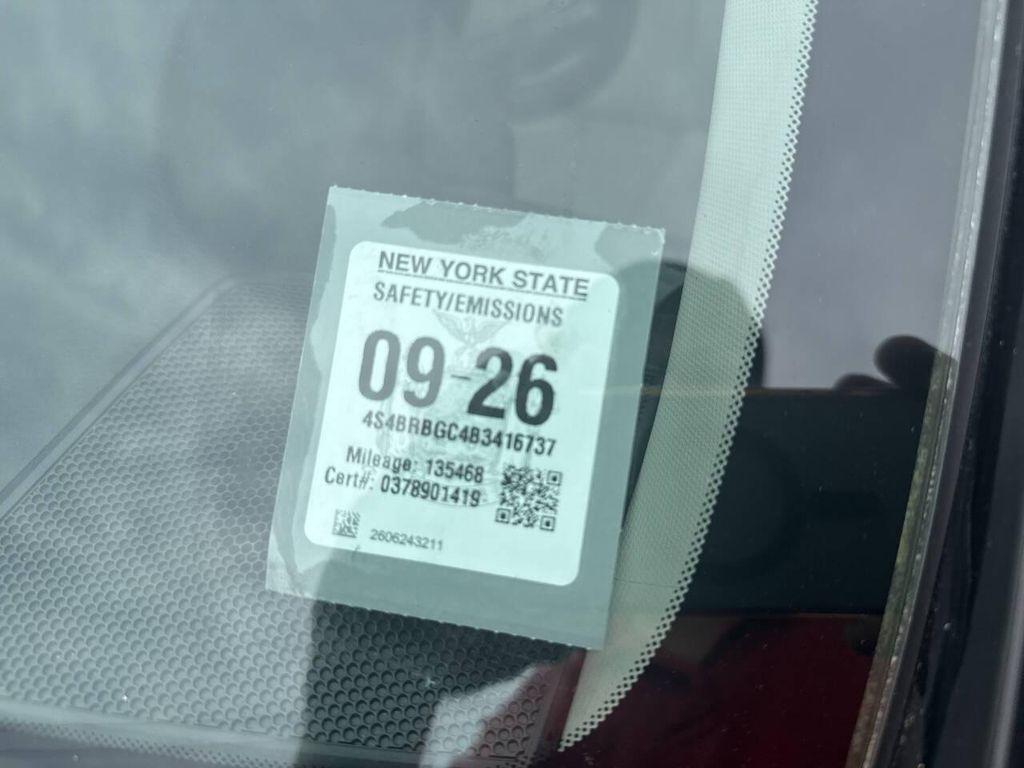 NEW YORK STATE
SAFETY/EMISSIONS
09-26
4S4BRBGC4B3416737
Mileage: 135468
Cert#: 0378901419
2606243211